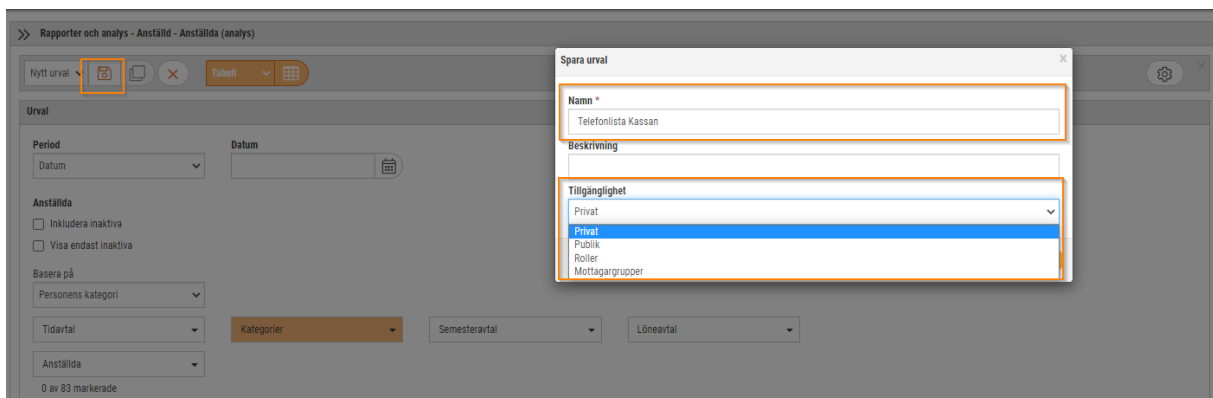 Rapporter och analys - Anställd - Anställda (analys)
Nytt urval
Tabell
Urval
Period
Datum
Datum
Anställda
Inkludera inaktiva
Visa endast inaktiva
Basera på
Personens kategori
Tidavtal
Kategorier
Semesteravtal
Löneavtal
Anställda
0 av 83 markerade
Spara urval
Namn *
Telefonlista Kassan
Beskrivning
Tillgänglighet
Privat
Privat
Publik
Roller
Mottagargrupper